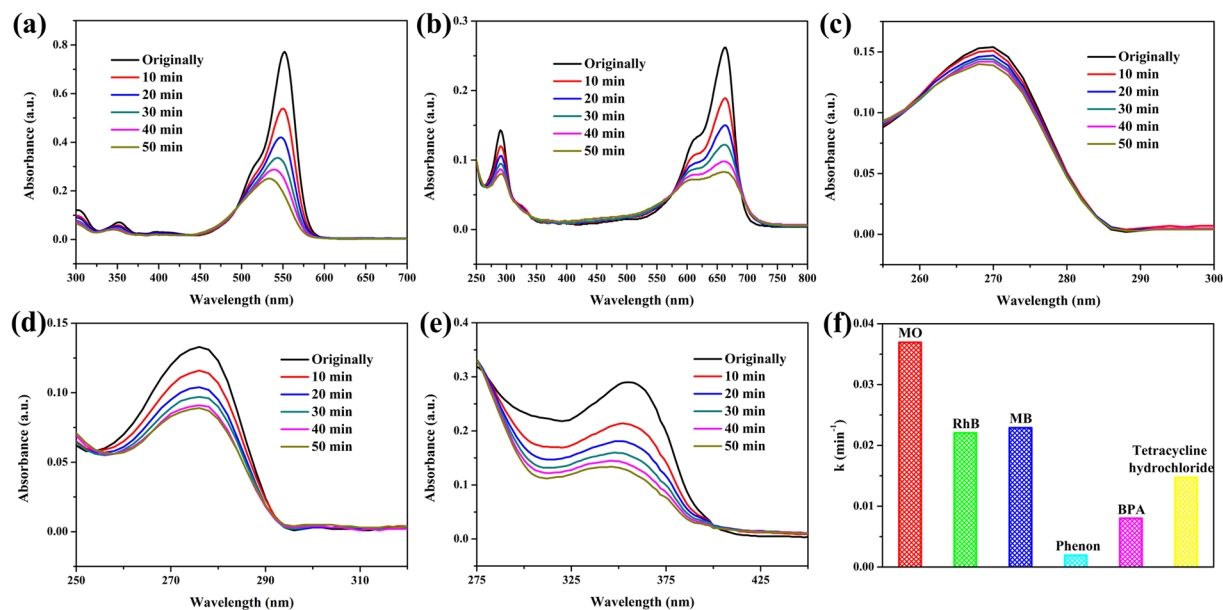 (a)
0.8
0.6
0.4
0.2
0.0
Absorbance (a.u.)
Originally
10 min
20 min
30 min
40 min
50 min
300 350 400 450 500 550 600 650 700
Wavelength (nm)
(b)
0.3
0.2
0.1
0.0
Absorbance (a.u.)
Originally
10 min
20 min
30 min
40 min
50 min
250 300 350 400 450 500 550 600 650 700 750 800
Wavelength (nm)
(c)
0.15
0.10
0.05
0.00
Absorbance (a.u.)
Originally
10 min
20 min
30 min
40 min
50 min
260 270 280 290 300
Wavelength (nm)
(d)
0.15
0.10
0.05
0.00
Absorbance (a.u.)
Originally
10 min
20 min
30 min
40 min
50 min
250 270 290 310
Wavelength (nm)
(e)
0.4
0.3
0.2
0.1
0.0
Absorbance (a.u.)
Originally
10 min
20 min
30 min
40 min
50 min
275 325 375 425
Wavelength (nm)
(f)
0.04
0.03
0.02
0.01
0.00
k (min⁻¹)
MO
RhB
MB
Phenon
BPA
Tetracycline
hydrochloride